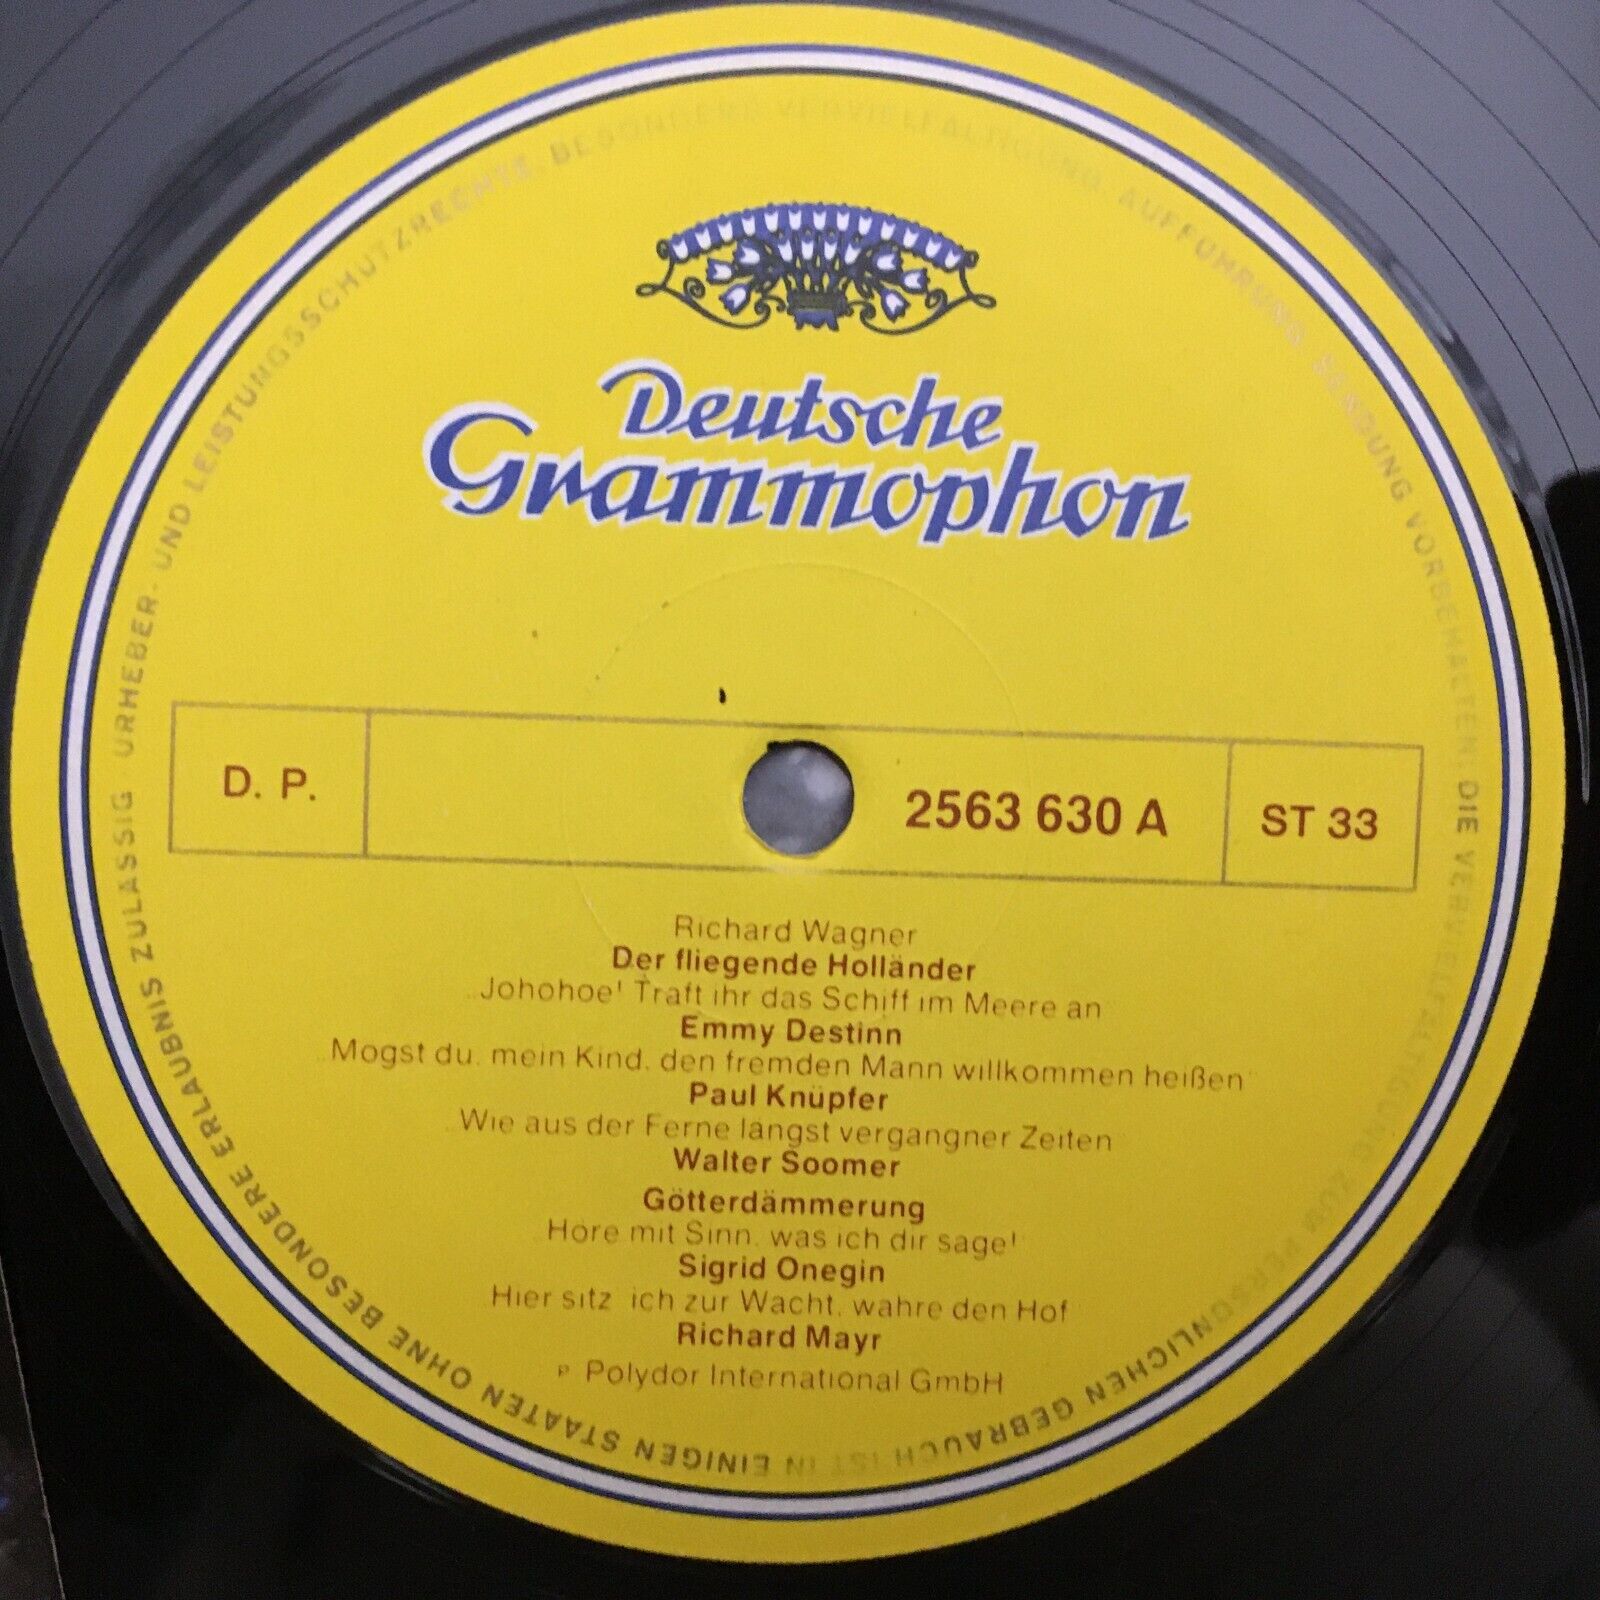 Deutsche
Grammophon
D. P.
2563 630 A
ST 33
Richard Wagner
Der fliegende Holländer
„Johohoe! Traft ihr das Schiff im Meere an
Emmy Destinn
„Mögst du, mein Kind, den fremden Mann willkommen heißen"
Paul Knüpfer
„Wie aus der Ferne längst vergangner Zeiten"
Walter Soomer
Götterdämmerung
„Höre mit Sinn, was ich dir sage!
Sigrid Onegin
„Hier sitz' ich zur Wacht, wahre den Hof
Richard Mayr
℗ Polydor International GmbH
URHEBER- UND LEISTUNGSSCHUTZRECHTE, BESONDERS VERVIELFÄLTIGUNG, AUFFÜHRUNG, SENDUNG VORBEHALTEN! DIE VERVIELFÄLTIGUNG ZUM PERSÖNLICHEN GEBRAUCH IST IN EINIGEN STAATEN OHNE BESONDERE ERLAUBNIS ZULÄSSIG ·